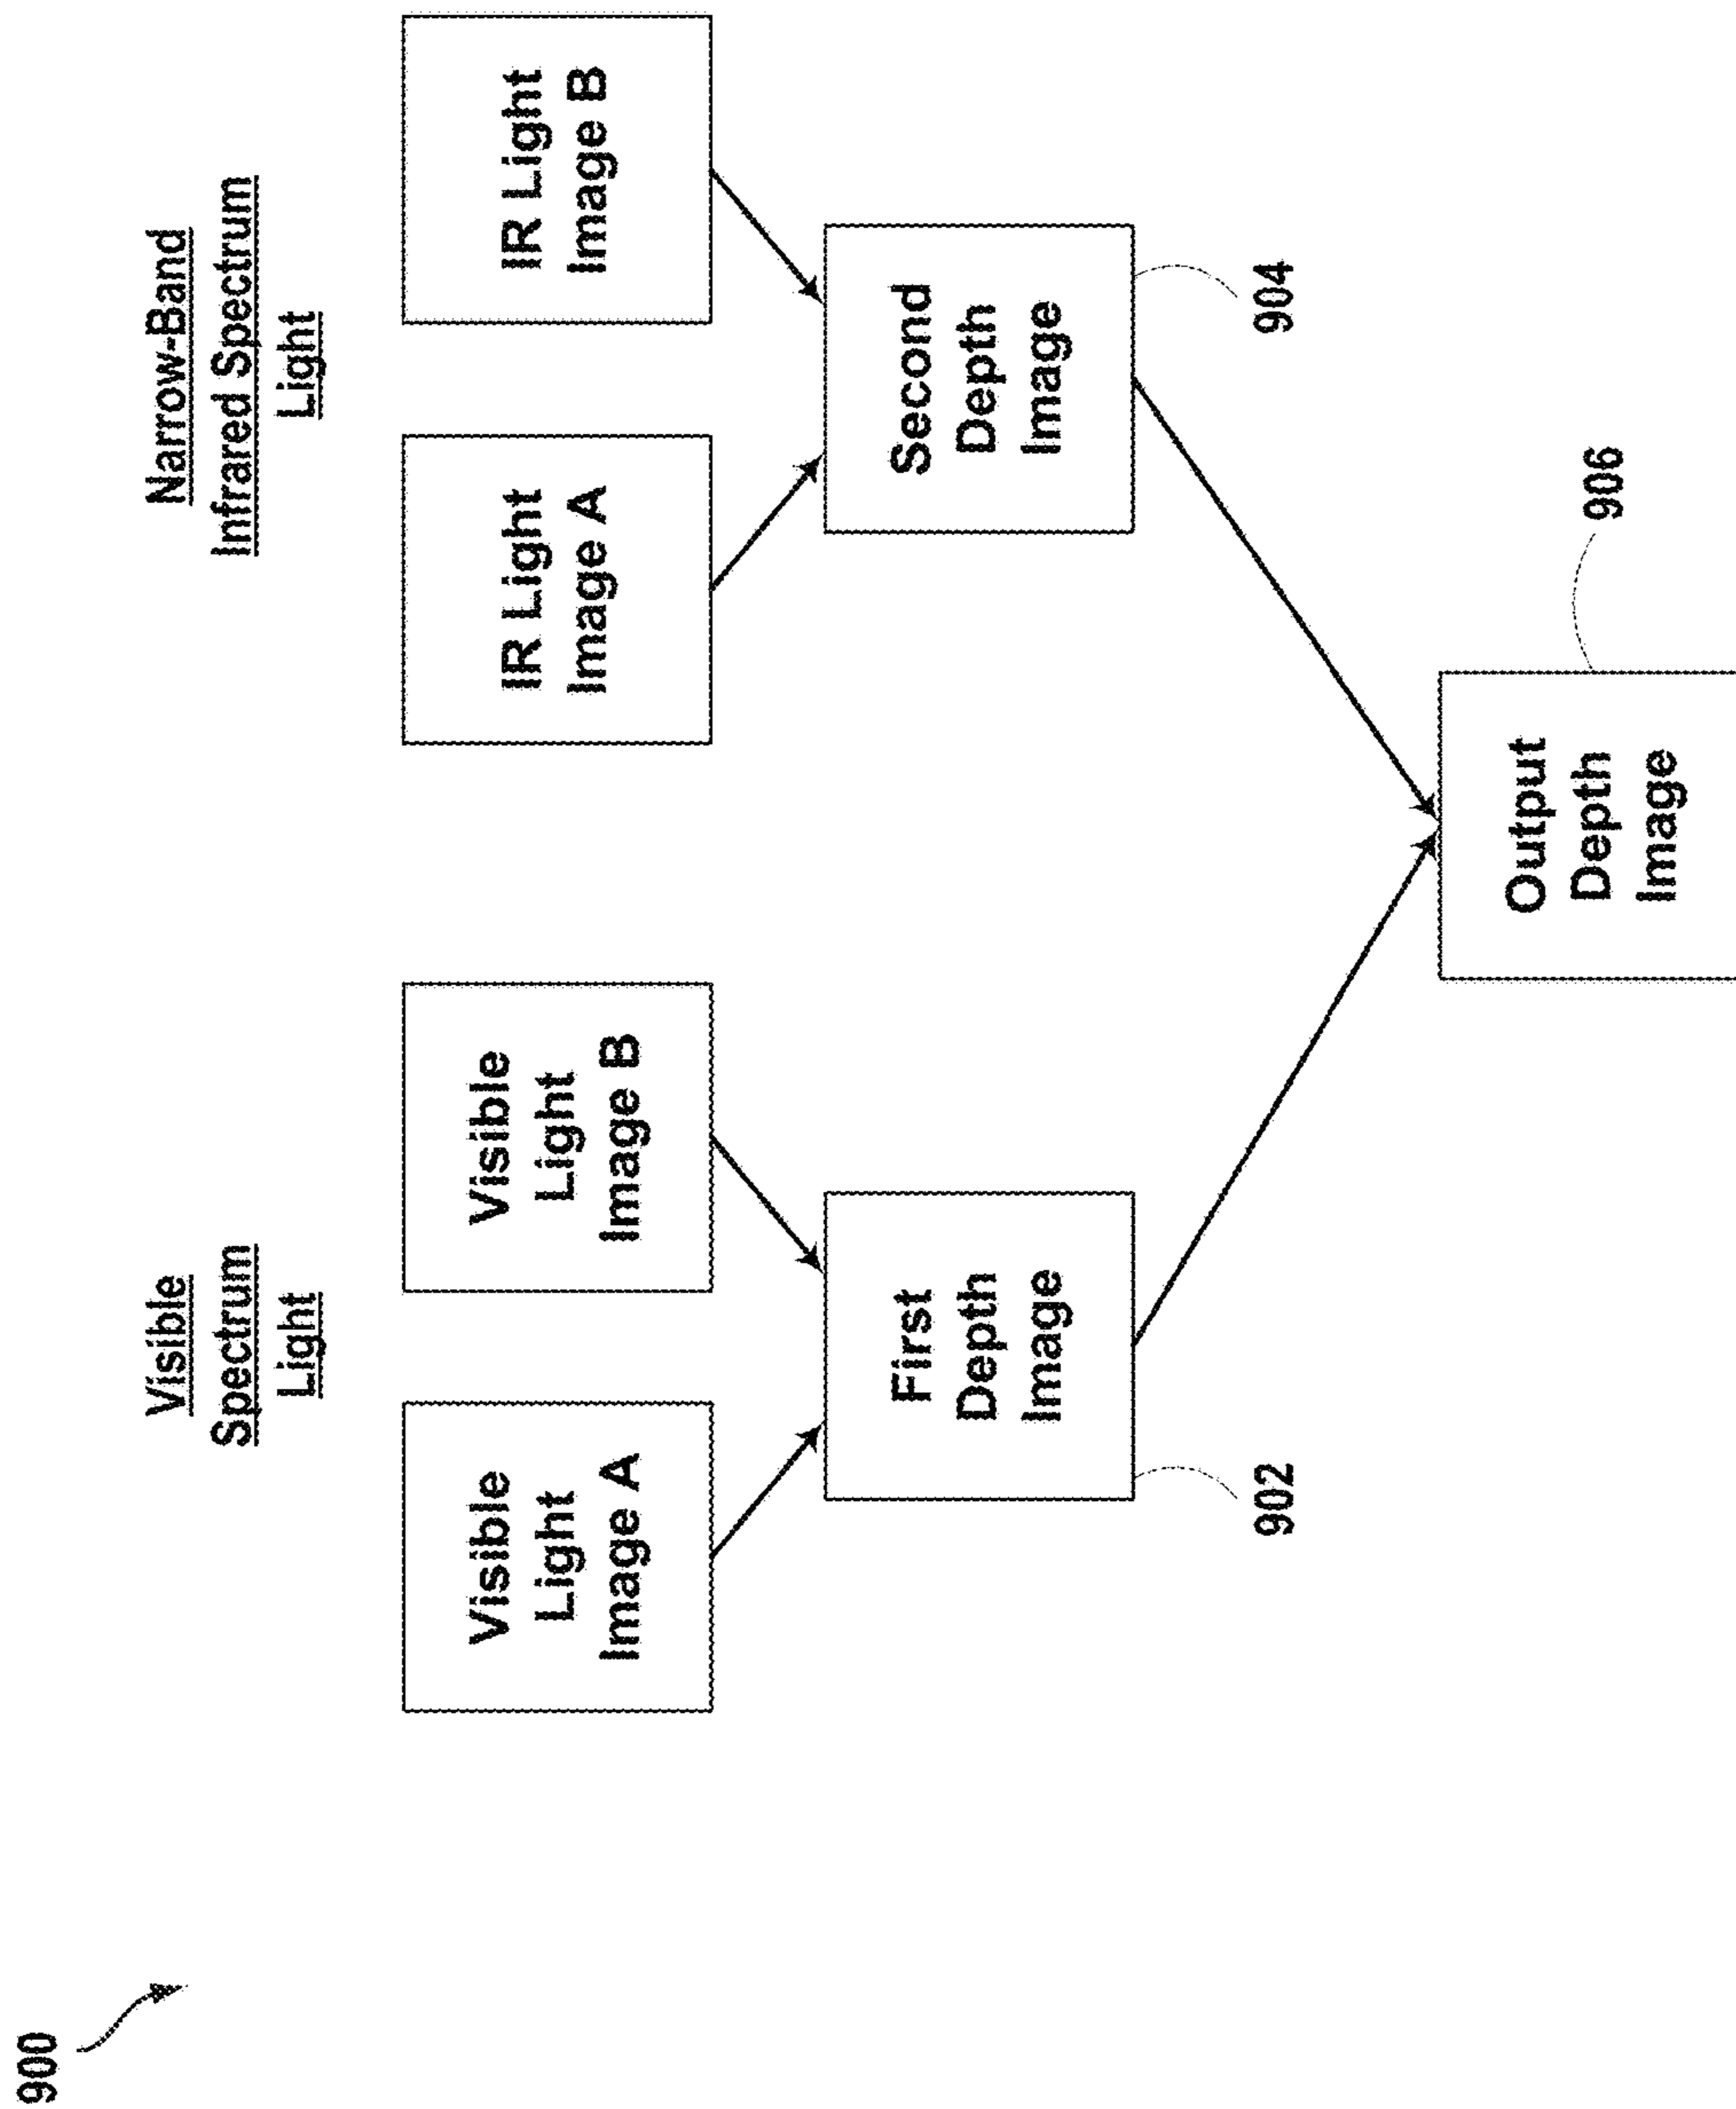 900
Visible
Spectrum
Light
Narrow-Band
Infrared Spectrum
Light
Visible
Light
Image A
Visible
Light
Image B
IR Light
Image A
IR Light
Image B
First
Depth
Image
Second
Depth
Image
902
904
Output
Depth
Image
906